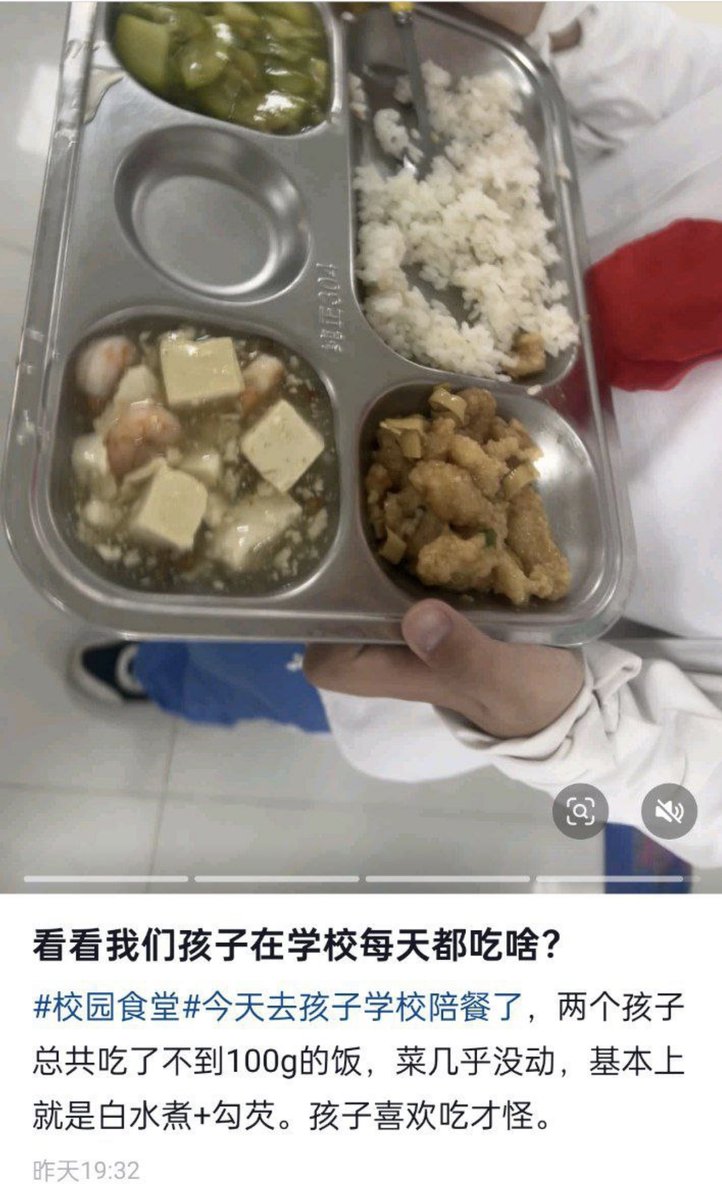 看看我们孩子在学校每天都吃啥？
#校园食堂#今天去孩子学校陪餐了，两个孩子
总共吃了不到100g的饭，菜几乎没动，基本上
就是白水煮+勾芡。孩子喜欢吃才怪。
昨天19:32